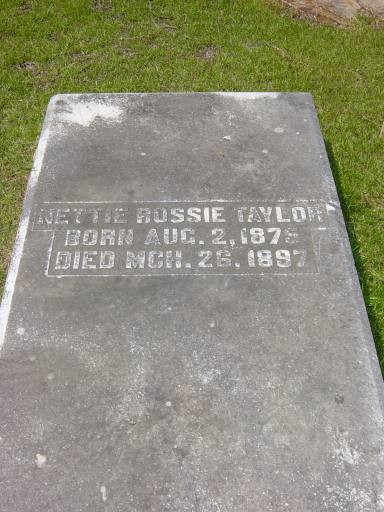 NETTIE ROSSIE TAYLOR
BORN AUG. 2, 1875
DIED MCH. 26. 1897